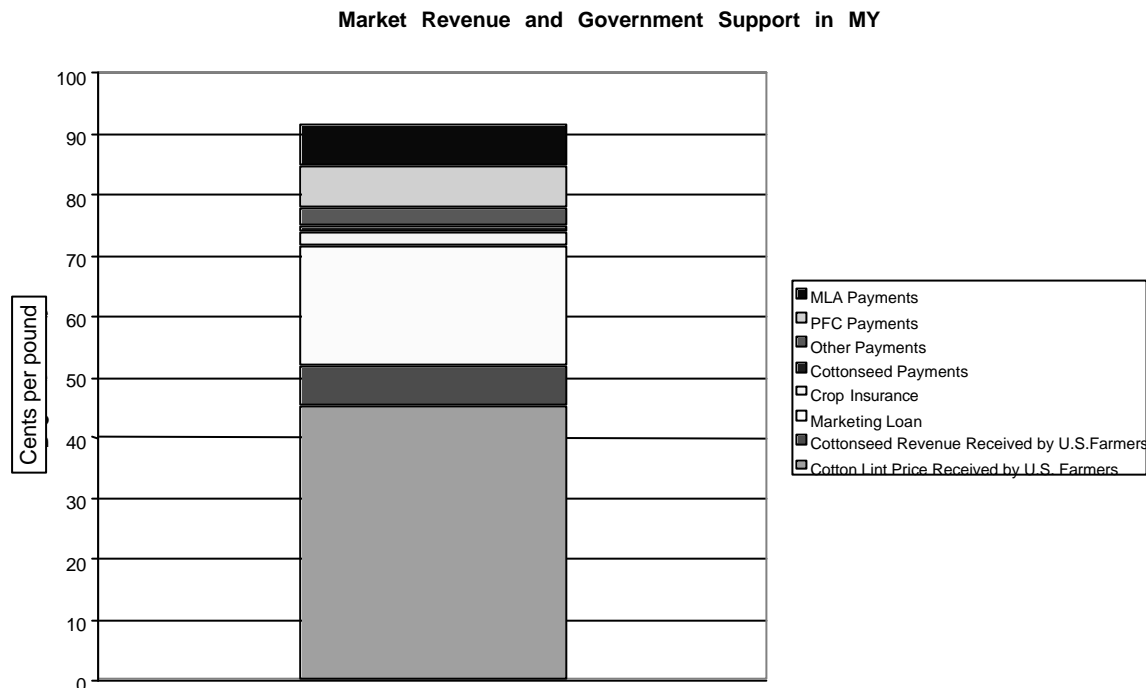 Market Revenue and Government Support in MY
100
90
80
70
60
50
40
30
20
10
0
Cents per pound
MLA Payments
PFC Payments
Other Payments
Cottonseed Payments
Crop Insurance
Marketing Loan
Cottonseed Revenue Received by U.S.Farmers
Cotton Lint Price Received by U.S. Farmers